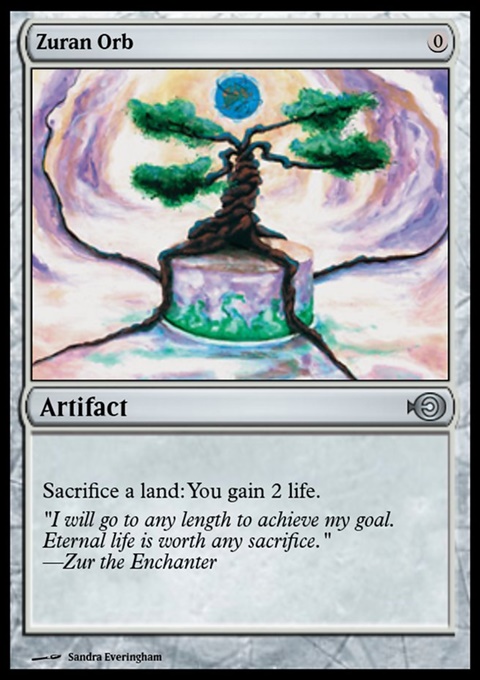 Zuran Orb 0
Artifact
Sacrifice a land: You gain 2 life.
"I will go to any length to achieve my goal.
Eternal life is worth any sacrifice."
—Zur the Enchanter
Sandra Everingham